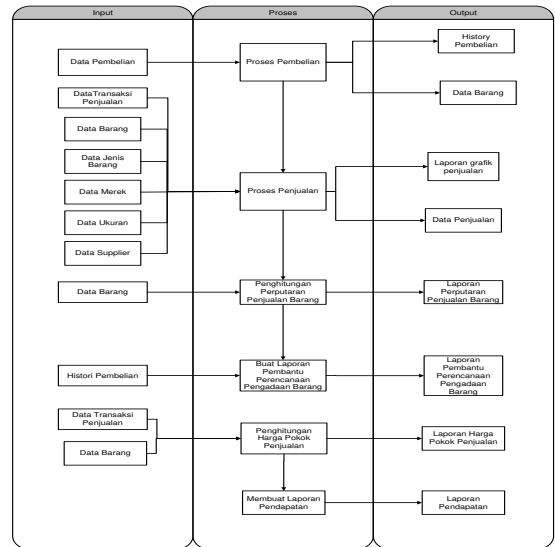 Input
Proses
Output
Data Pembelian
Proses Pembelian
History
Pembelian
Data Barang
DataTransaksi
Penjualan
Data Barang
Data Jenis
Barang
Data Merek
Data Ukuran
Data Supplier
Proses Penjualan
Laporan grafik
penjualan
Data Penjualan
Data Barang
Penghitungan
Perputaran
Penjualan Barang
Laporan
Perputaran
Penjualan Barang
Histori Pembelian
Buat Laporan
Pembantu
Perencanaan
Pengadaan Barang
Laporan
Pembantu
Perencanaan
Pengadaan
Barang
Data Transaksi
Penjualan
Data Barang
Penghitungan
Harga Pokok
Penjualan
Laporan Harga
Pokok Penjualan
Membuat Laporan
Pendapatan
Laporan
Pendapatan